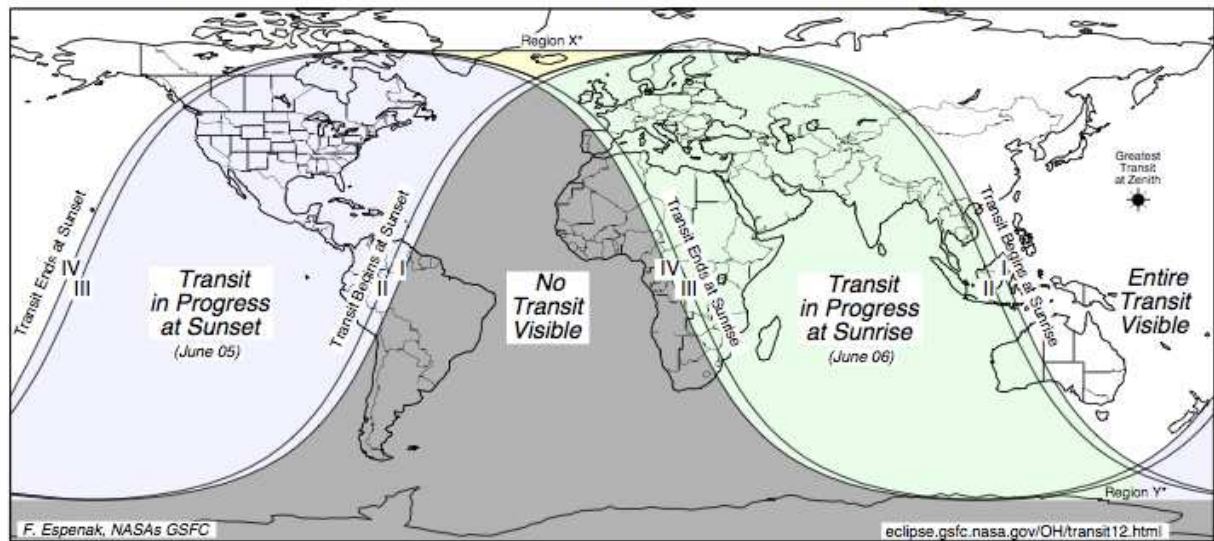 Region X*
Greatest
Transit
at Zenith
Transit Ends at Sunset
IV
III
Transit
in Progress
at Sunset
(June 05)
Transit Begins at Sunset
I
II
No
Transit
Visible
IV
III
Transit Ends at Sunrise
Transit
in Progress
at Sunrise
(June 06)
I
II
Transit Begins at Sunrise
Entire
Transit
Visible
Region Y*
F. Espenak, NASAs GSFC
eclipse.gsfc.nasa.gov/OH/transit12.html